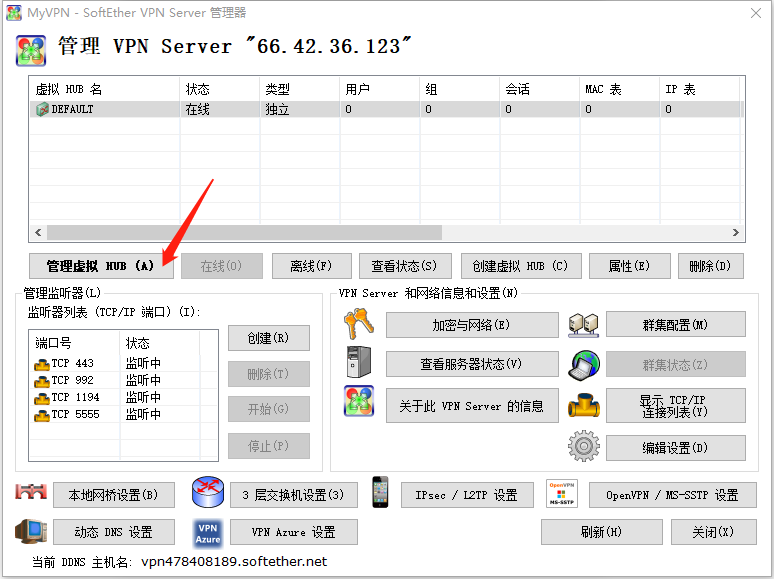 MyVPN - SoftEther VPN Server 管理器
管理 VPN Server "66.42.36.123"
虚拟 HUB 名 状态 类型 用户 组 会话 MAC 表 IP 表
DEFAULT 在线 独立 0 0 0 0 0
管理虚拟 HUB (A) 在线(O) 离线(F) 查看状态(S) 创建虚拟 HUB (C) 属性(E) 删除(D)
管理监听器(L)
监听器列表 (TCP/IP 端口) (I):
端口号 状态
TCP 443 监听中
TCP 992 监听中
TCP 1194 监听中
TCP 5555 监听中
创建(R)
删除(T)
开始(G)
停止(P)
VPN Server 和网络信息和设置(N)
加密与网络(E) 群集配置(M)
查看服务器状态(V) 群集状态(Z)
关于此 VPN Server 的信息 显示 TCP/IP
连接列表(Y)
编辑设置(D)
本地网桥设置(B) 3 层交换机设置(3) IPsec / L2TP 设置 OpenVPN MS-SSTP OpenVPN / MS-SSTP 设置
动态 DNS 设置 VPN Azure VPN Azure 设置 刷新(H) 关闭(X)
当前 DDNS 主机名: vpn478408189.softether.net